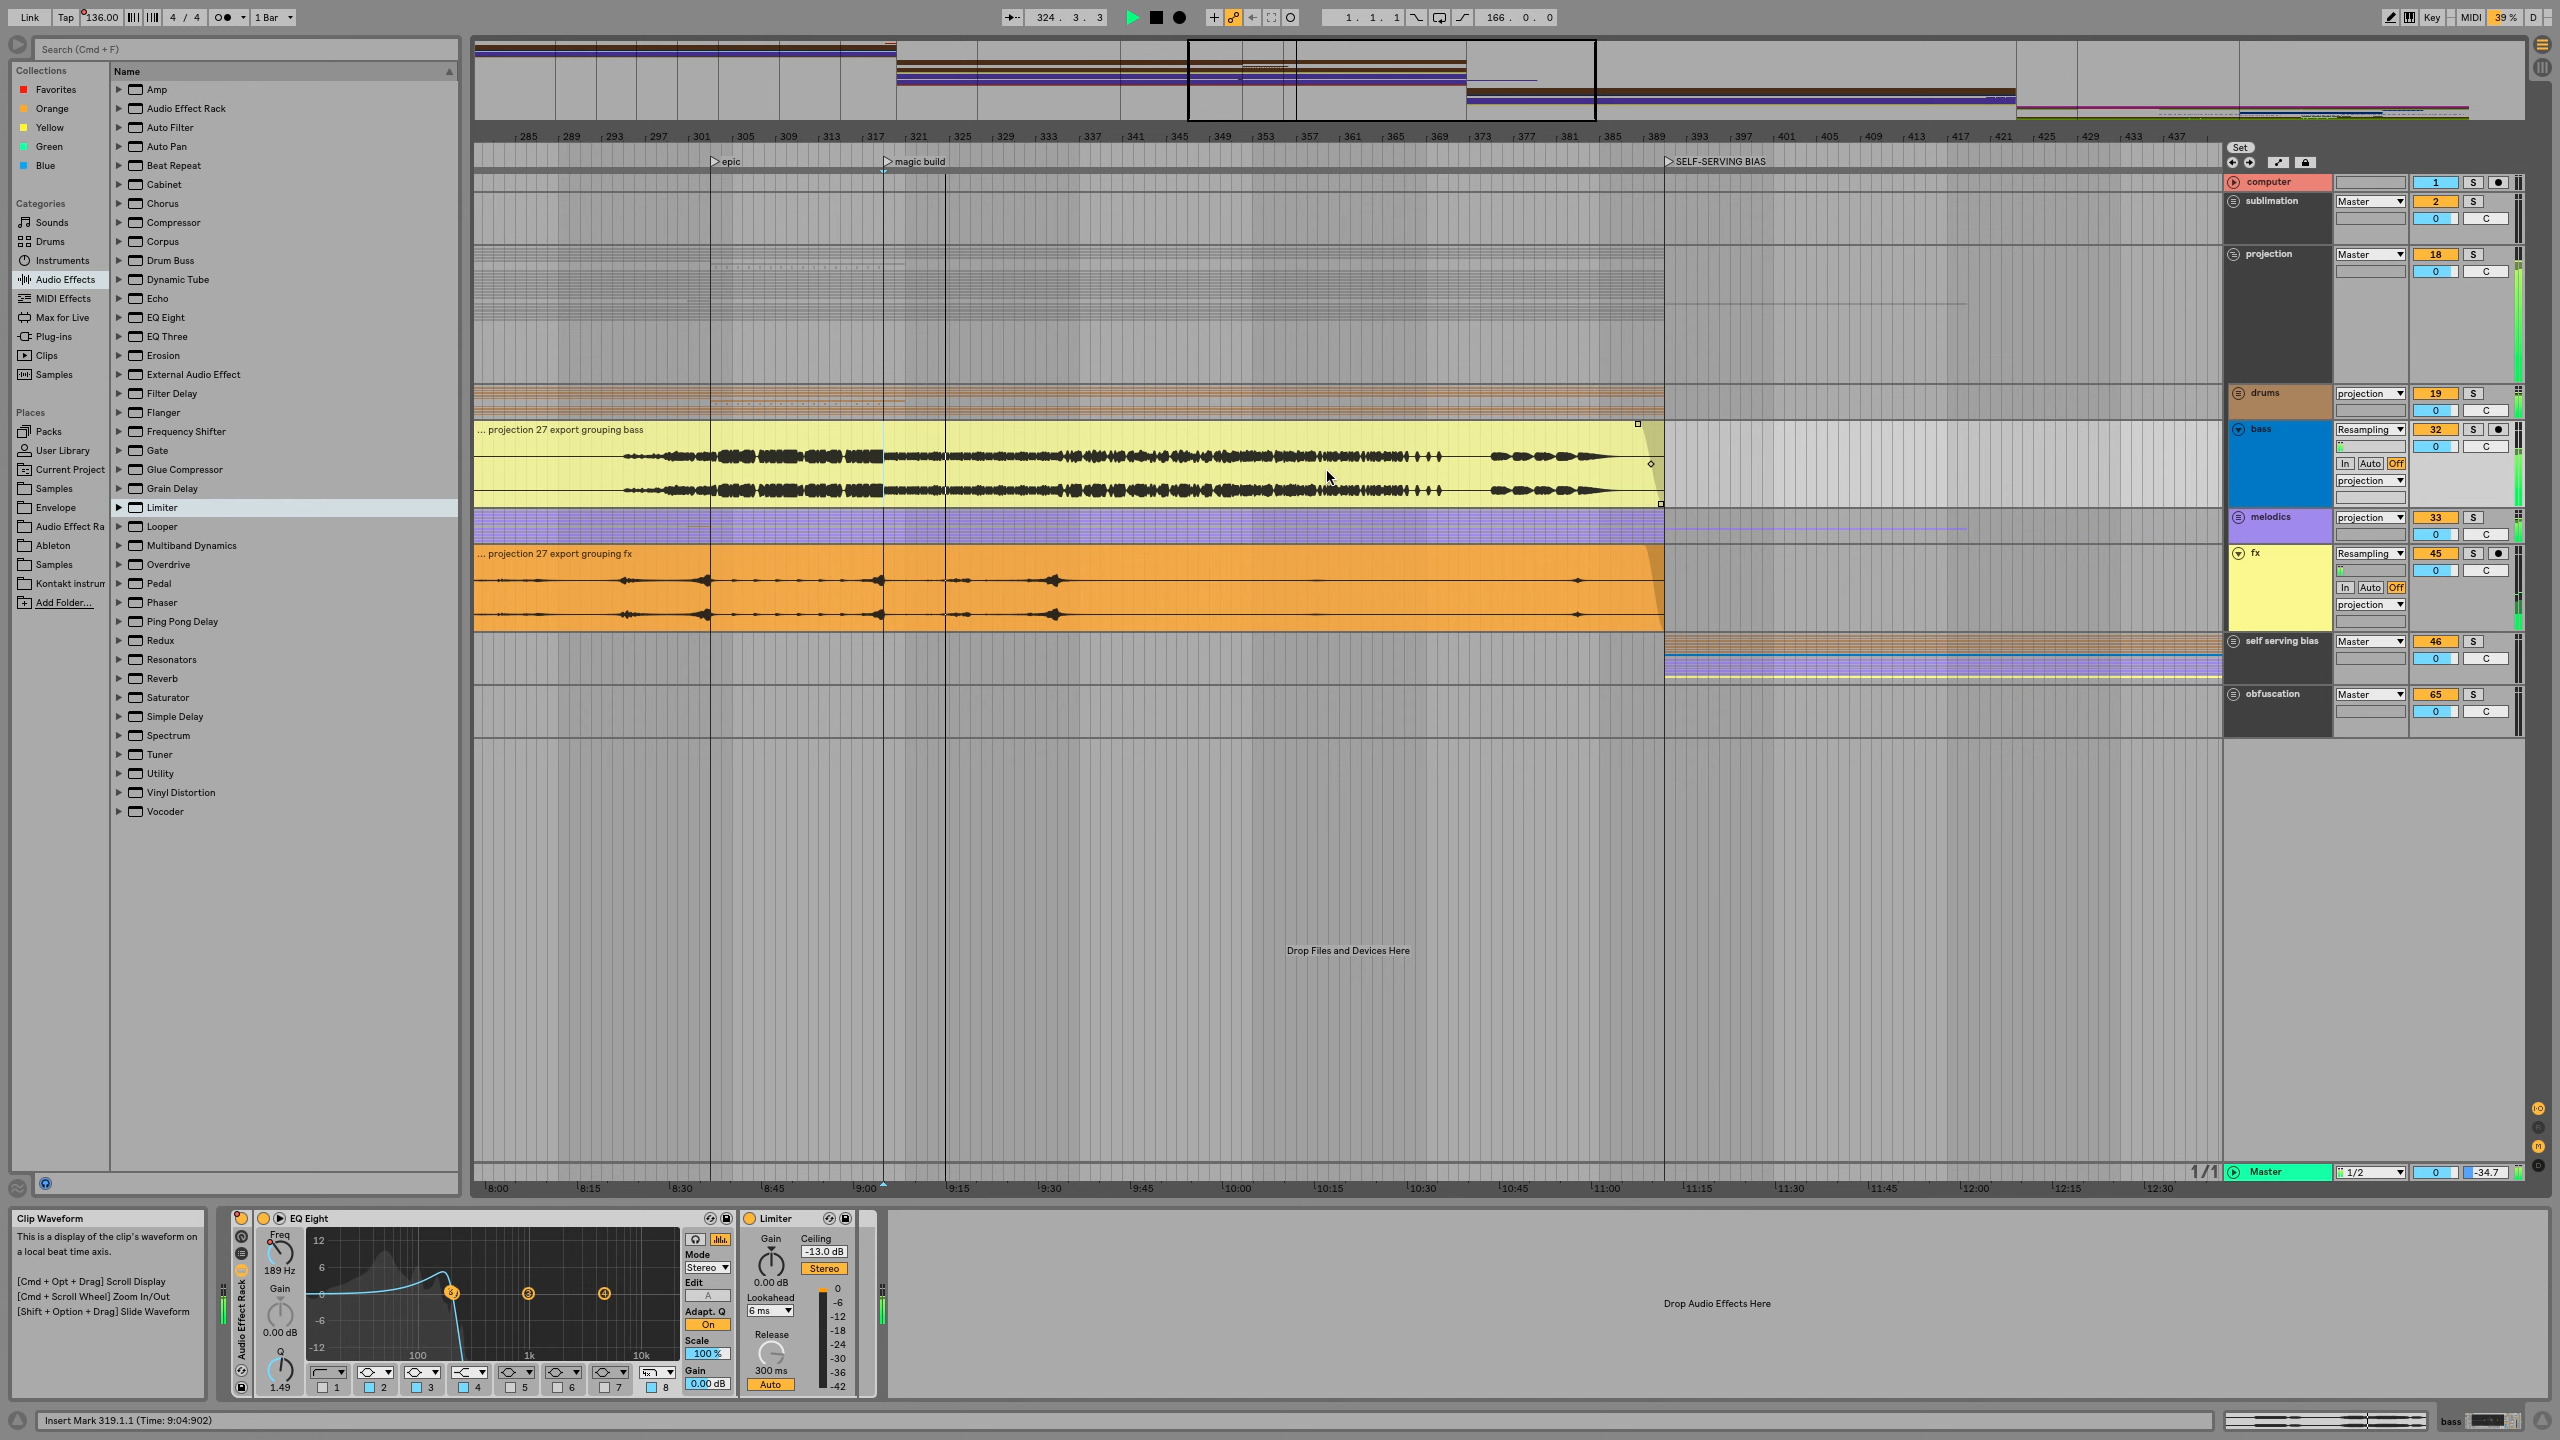 Link Tap 136.00 4 / 4 1 Bar 324 . 3 . 3 1 . 1 . 1 166 . 0 . 0 Key MIDI 39 % D
Search (Cmd + F)
Collections
Favorites
Orange
Yellow
Green
Blue
Categories
Sounds
Drums
Instruments
Audio Effects
MIDI Effects
Max for Live
Plug-ins
Clips
Samples
Places
Packs
User Library
Current Project
Samples
Envelope
Audio Effect Ra
Ableton
Samples
Kontakt instrum
Add Folder...
Name
Amp
Audio Effect Rack
Auto Filter
Auto Pan
Beat Repeat
Cabinet
Chorus
Compressor
Corpus
Drum Buss
Dynamic Tube
Echo
EQ Eight
EQ Three
Erosion
External Audio Effect
Filter Delay
Flanger
Frequency Shifter
Gate
Glue Compressor
Grain Delay
Limiter
Looper
Multiband Dynamics
Overdrive
Pedal
Phaser
Ping Pong Delay
Redux
Resonators
Reverb
Saturator
Simple Delay
Spectrum
Tuner
Utility
Vinyl Distortion
Vocoder
285 289 293 297 301 305 309 313 317 321 325 329 333 337 341 345 349 353 357 361 365 369 373 377 381 385 389 393 397 401 405 409 413 417 421 425 429 433 437
epic magic build SELF-SERVING BIAS
Set
computer 1 S
sublimation Master 2 S
0 C
projection Master 18 S
0 C
drums projection 19 S
0 C
... projection 27 export grouping bass
bass Resampling 32 S
0 C
In Auto Off
projection
melodics projection 33 S
0 C
... projection 27 export grouping fx
fx Resampling 45 S
0 C
In Auto Off
projection
self serving bias Master 46 S
0 C
obfuscation Master 65 S
0 C
Drop Files and Devices Here
1/1 Master 1/2 0 -34.7
8:00 8:15 8:30 8:45 9:00 9:15 9:30 9:45 10:00 10:15 10:30 10:45 11:00 11:15 11:30 11:45 12:00 12:15 12:30
Clip Waveform
This is a display of the clip's waveform on
a local beat time axis.
[Cmd + Opt + Drag] Scroll Display
[Cmd + Scroll Wheel] Zoom In/Out
[Shift + Option + Drag] Slide Waveform
Audio Effect Rack
EQ Eight
Freq
189 Hz
Gain
0.00 dB
Q
1.49
12
6
0
-6
-12
100 1k 10k
3 4
1 2 3 4 5 6 7 8
Mode
Stereo
Edit
A
Adapt. Q
On
Scale
100 %
Gain
0.00 dB
Limiter
Gain
0.00 dB
Lookahead
6 ms
Release
300 ms
Auto
Ceiling
-13.0 dB
Stereo
0
-6
-12
-18
-24
-30
-36
-42
Drop Audio Effects Here
Insert Mark 319.1.1 (Time: 9:04:902)
bass